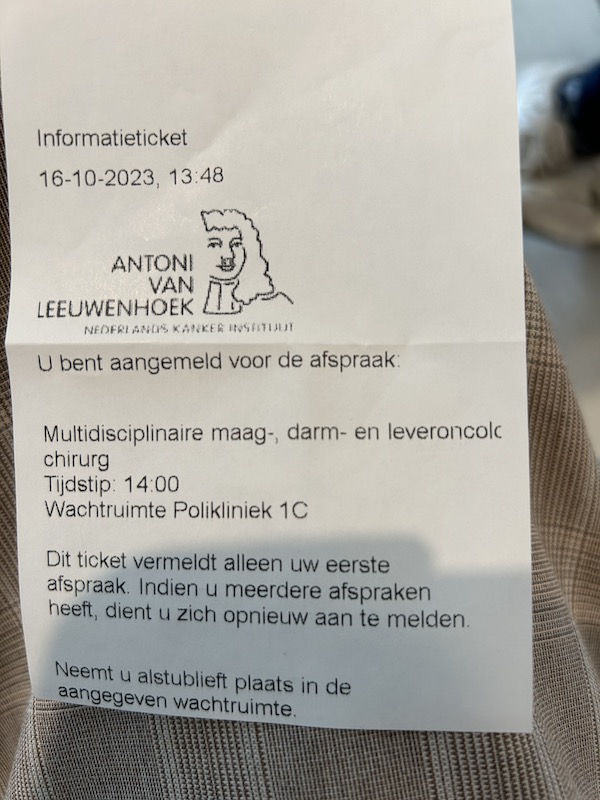 Informatieticket
16-10-2023, 13:48
ANTONI
VAN
LEEUWENHOEK
NEDERLANDS KANKER INSTITUUT
U bent aangemeld voor de afspraak:
Multidisciplinaire maag-, darm- en leveroncolo
chirurg
Tijdstip: 14:00
Wachtruimte Polikliniek 1C
Dit ticket vermeldt alleen uw eerste
afspraak. Indien u meerdere afspraken
heeft, dient u zich opnieuw aan te melden.
Neemt u alstublieft plaats in de
aangegeven wachtruimte.